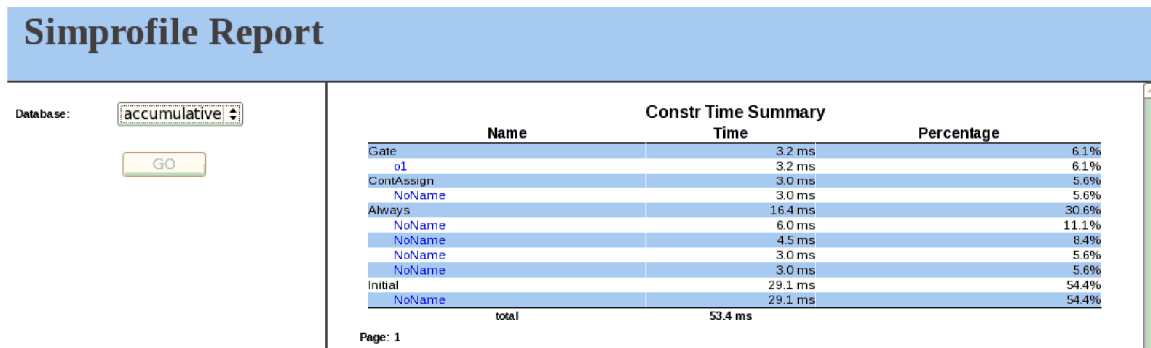 Simprofile Report
Database: accumulative
GO
Constr Time Summary
Name Time Percentage
Gate 3.2 ms 6.1%
o1 3.2 ms 6.1%
ContAssign 3.0 ms 5.6%
NoName 3.0 ms 5.6%
Always 16.4 ms 30.6%
NoName 6.0 ms 11.1%
NoName 4.5 ms 8.4%
NoName 3.0 ms 5.6%
NoName 3.0 ms 5.6%
Initial 29.1 ms 54.4%
NoName 29.1 ms 54.4%
total 53.4 ms
Page: 1